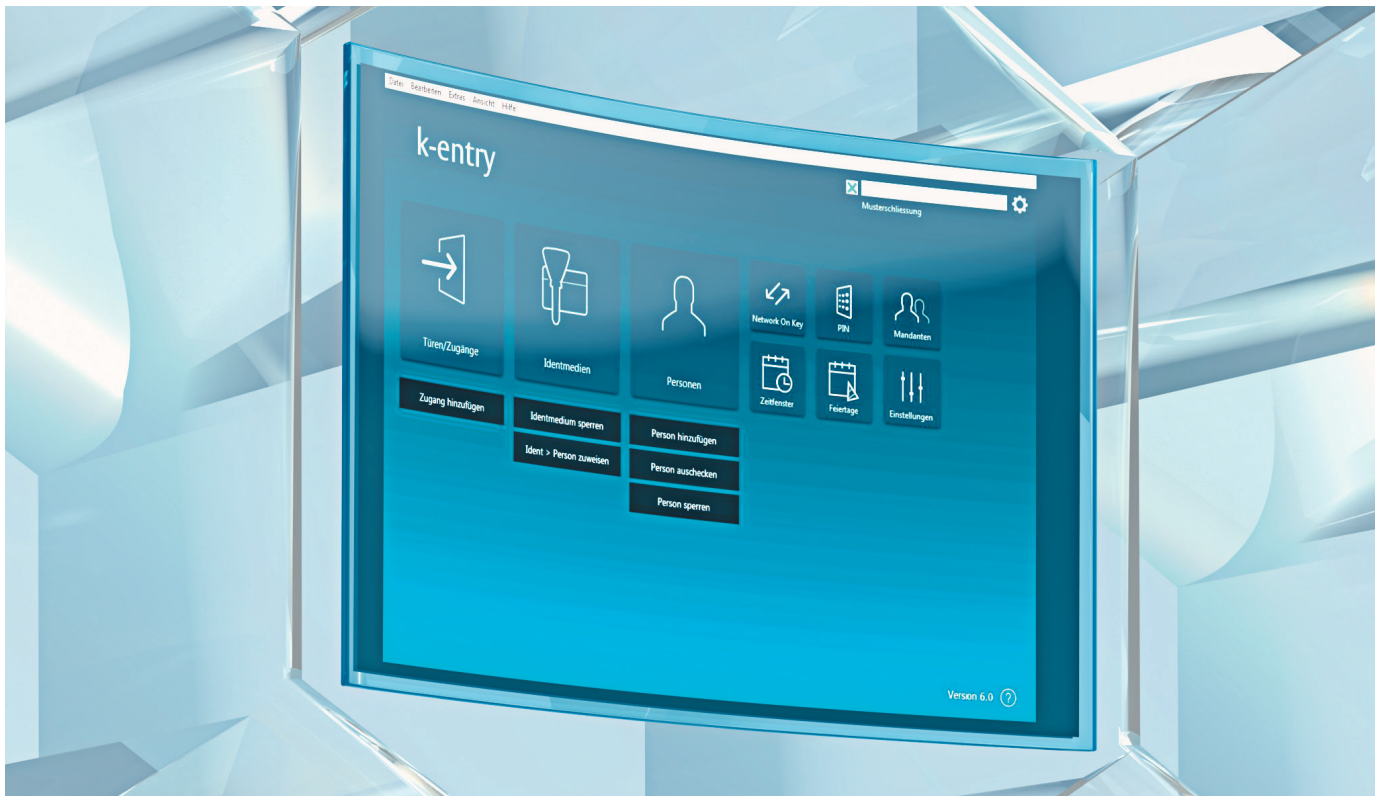 Datei Bearbeiten Extras Ansicht Hilfe
k-entry
Musterschliessung
Türen/Zugänge
Identmedien
Personen
Network On Key
PIN
Mandanten
Zeitfenster
Feiertage
Einstellungen
Zugang hinzufügen
Identmedium sperren
Ident > Person zuweisen
Person hinzufügen
Person auschecken
Person sperren
Version 6.0 ?